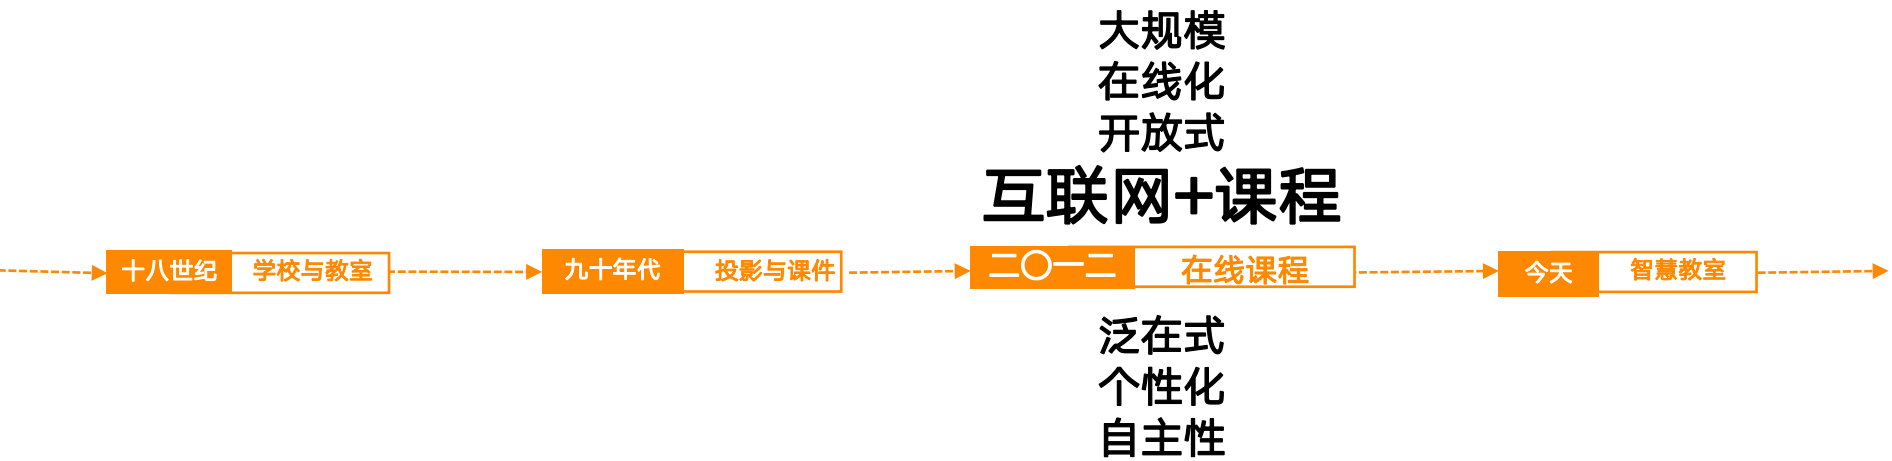 大规模
在线化
开放式
互联网+课程
十八世纪 学校与教室
九十年代 投影与课件
二〇一二 在线课程
今天 智慧教室
泛在式
个性化
自主性